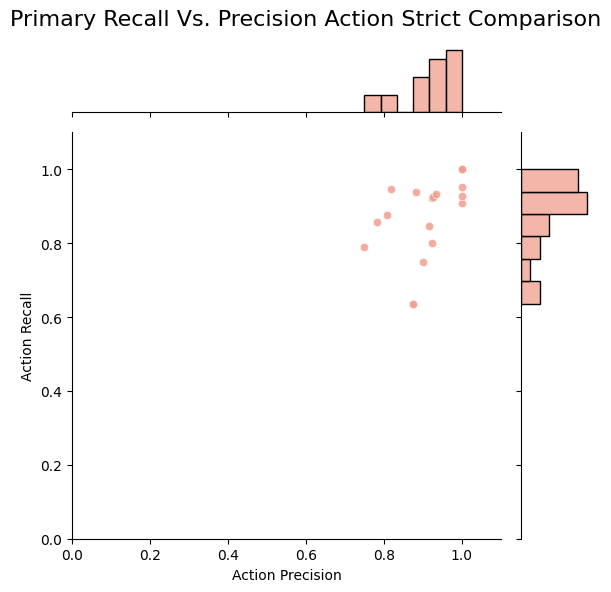 Primary Recall Vs. Precision Action Strict Comparison
1.0
0.8
0.6
0.4
0.2
0.0
Action Recall
0.0 0.2 0.4 0.6 0.8 1.0
Action Precision